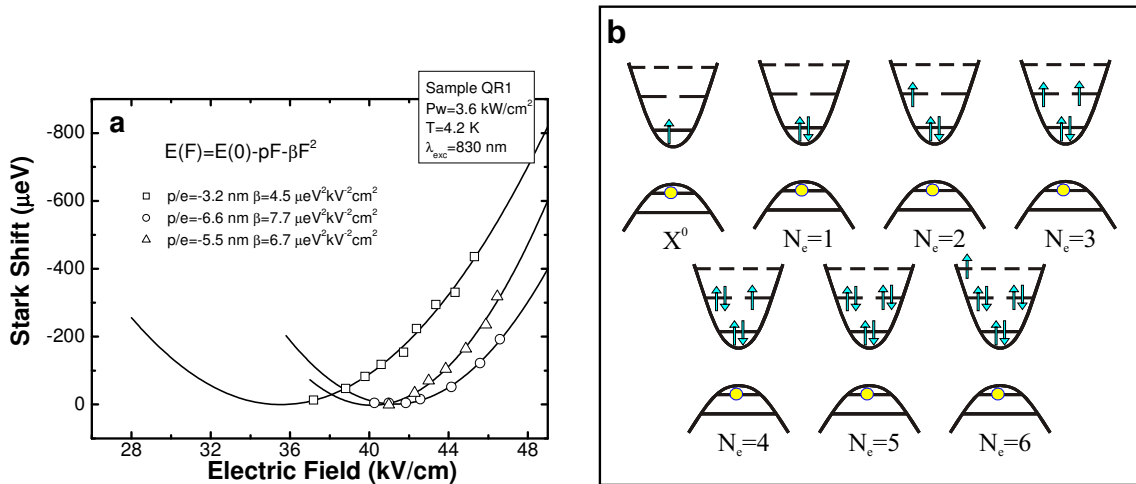 a
Sample QR1
Pw=3.6 kW/cm²
T=4.2 K
λexc=830 nm
E(F)=E(0)-pF-βF²
p/e=-3.2 nm β=4.5 μeV²kV⁻²cm²
p/e=-6.6 nm β=7.7 μeV²kV⁻²cm²
p/e=-5.5 nm β=6.7 μeV²kV⁻²cm²
Stark Shift (μeV)
-800
-600
-400
-200
0
28 32 36 40 44 48
Electric Field (kV/cm)
b
X⁰ Nₑ=1 Nₑ=2 Nₑ=3
Nₑ=4 Nₑ=5 Nₑ=6